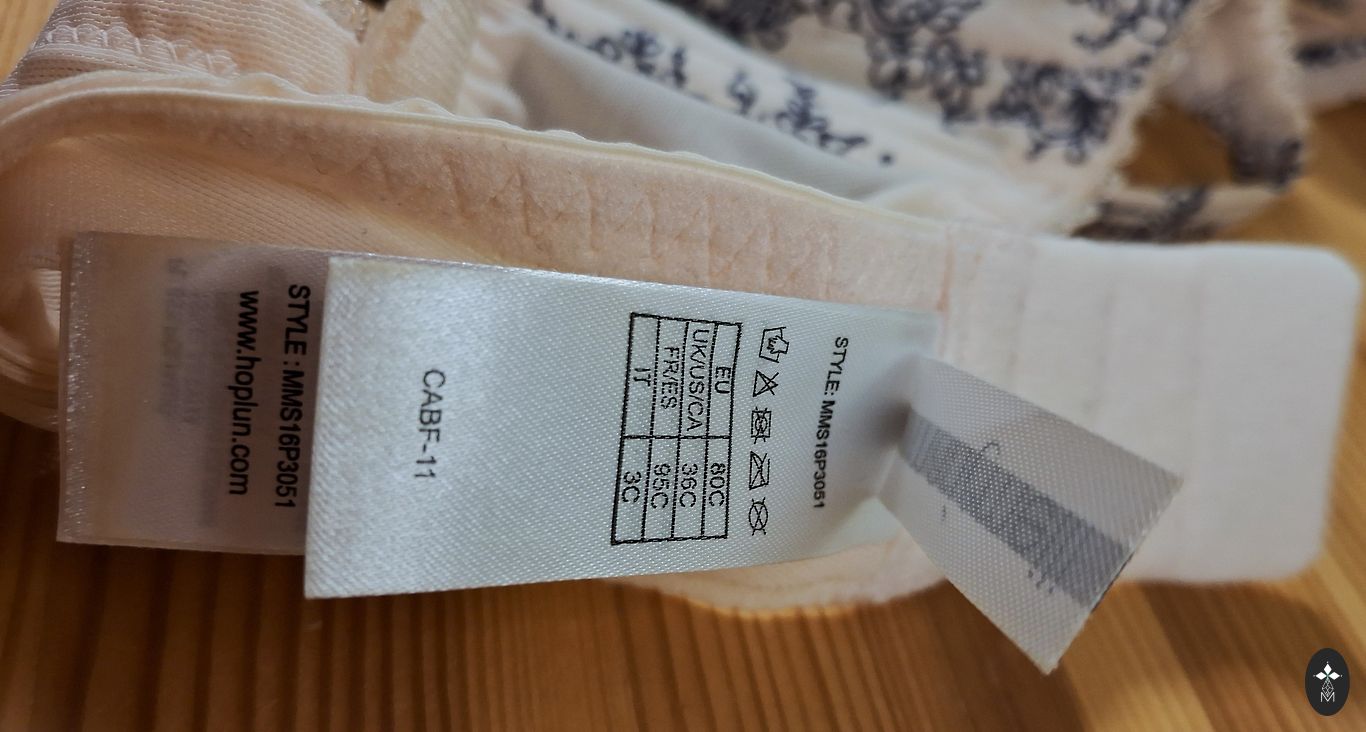 STYLE: MMS16P3051
EU 80C
UK/US/CA 36C
FR/ES 95C
IT 3C
CABF-11
STYLE : MMS16P3051
www.hoplun.com
M